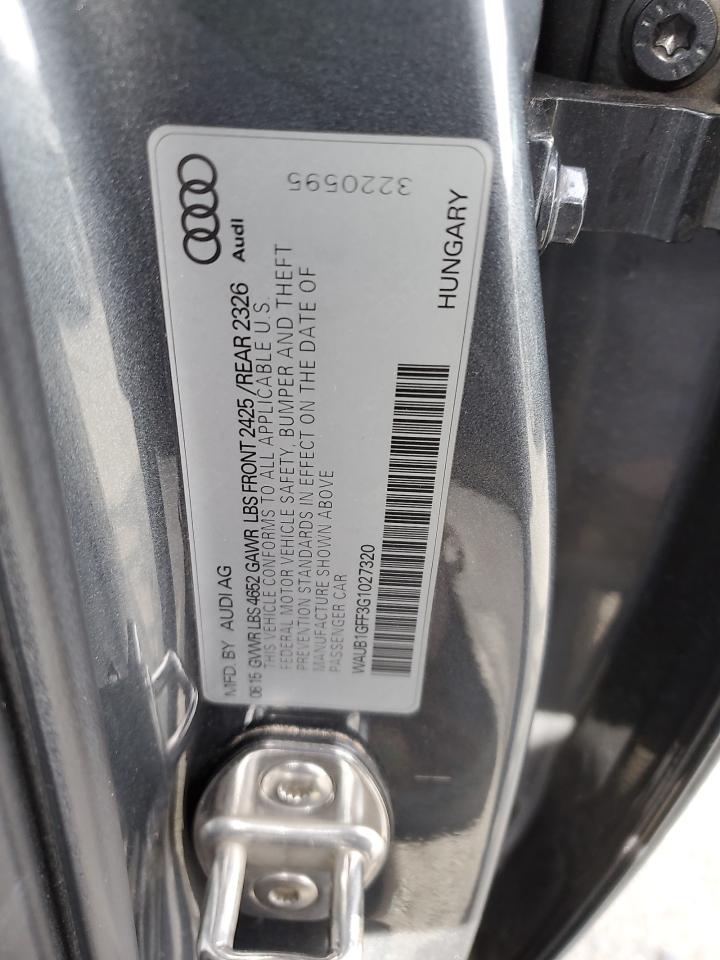 Audi
3220595
MFD. BY AUDI AG
06 15 GVWR LBS 4652 GAWR LBS FRONT 2425 /REAR 2326
THIS VEHICLE CONFORMS TO ALL APPLICABLE U.S.
FEDERAL MOTOR VEHICLE SAFETY, BUMPER AND THEFT
PREVENTION STANDARDS IN EFFECT ON THE DATE OF
MANUFACTURE SHOWN ABOVE
PASSENGER CAR
WAUB1GFF3G1027320
HUNGARY